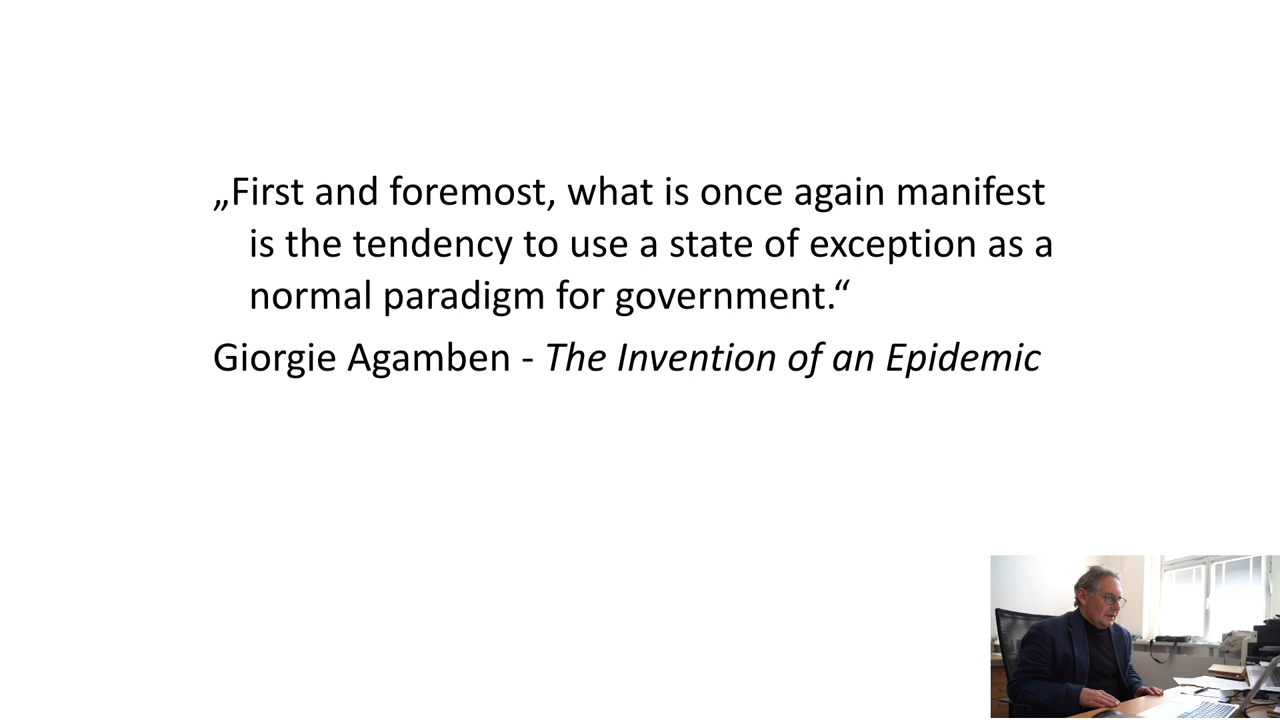 „First and foremost, what is once again manifest
is the tendency to use a state of exception as a
normal paradigm for government.“
Giorgie Agamben - The Invention of an Epidemic